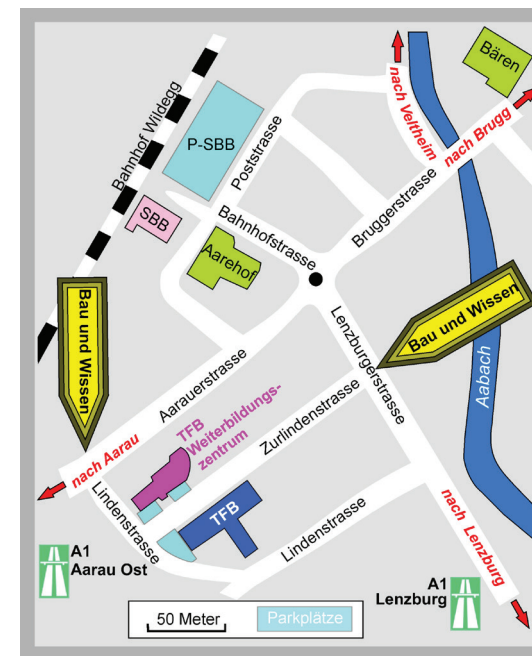 Bären
nach Veltheim
nach Brugg
Bahnhof Wildegg
P-SBB
Poststrasse
SBB
Bahnhofstrasse
Bruggerstrasse
Aarehof
Bau und Wissen
Bau und Wissen
Aabach
Aarauerstrasse
Lenzburgerstrasse
TFB
Weiterbildungs-
zentrum
Zurlindenstrasse
nach Aarau
Lindenstrasse
TFB
Lindenstrasse
nach Lenzburg
A1
Aarau Ost
A1
Lenzburg
50 Meter
Parkplätze